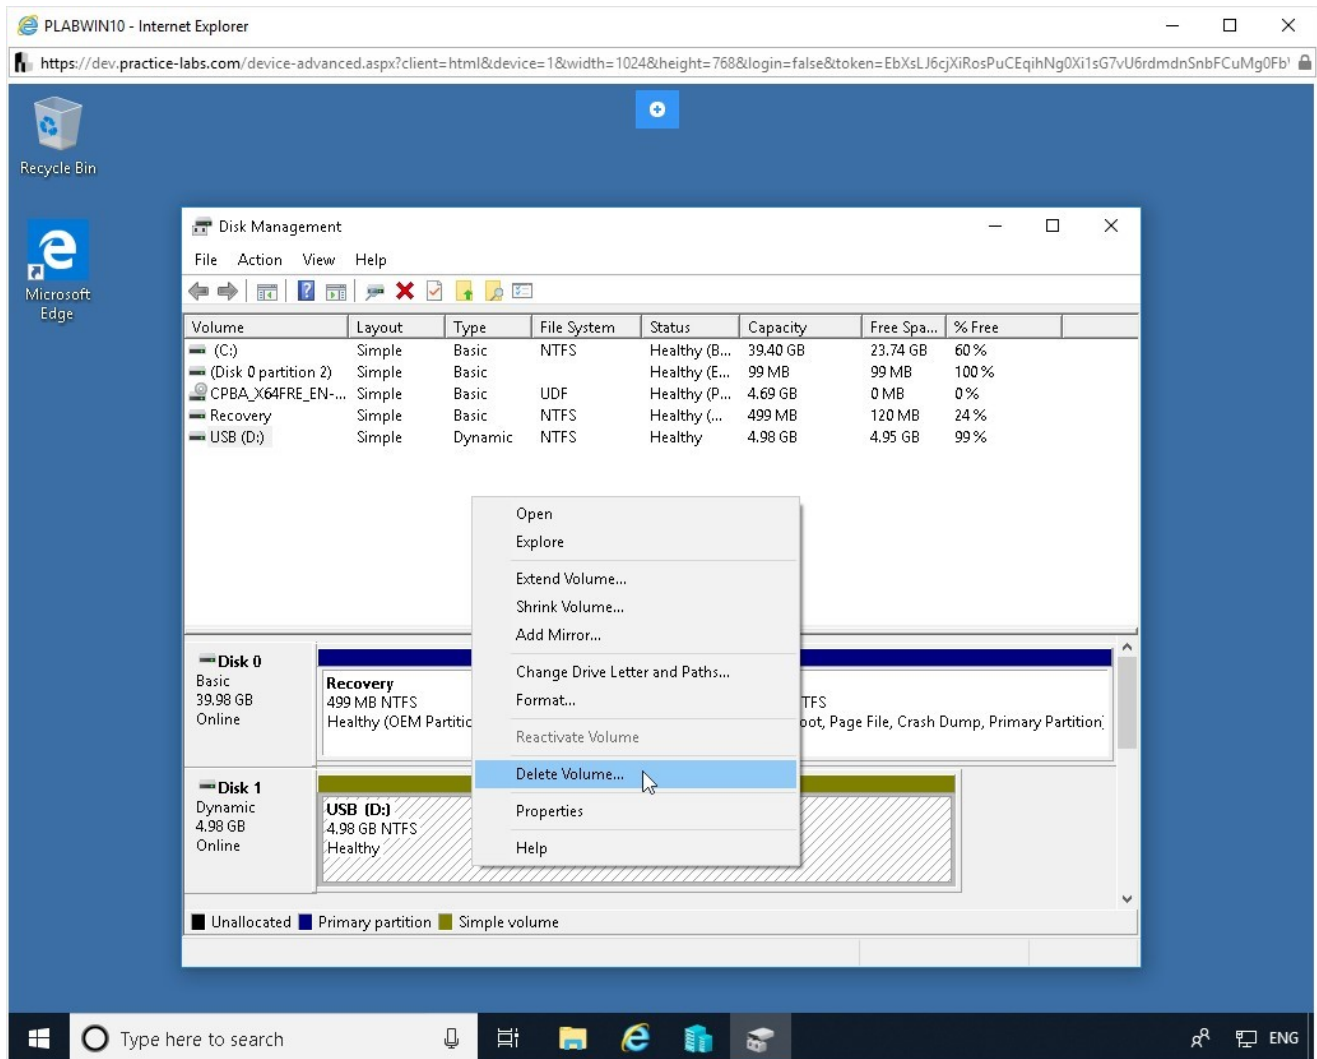 PLABWIN10 - Internet Explorer
https://dev.practice-labs.com/device-advanced.aspx?client=html&device=1&width=1024&height=768&login=false&token=EbXsLJ6cjXiRosPuCEqihNg0Xi1sG7vU6rdmdnSnbFCuMg0Fb
Recycle Bin
Microsoft
Edge
Disk Management
File Action View Help
Volume Layout Type File System Status Capacity Free Spa... % Free
(C:) Simple Basic NTFS Healthy (B... 39.40 GB 23.74 GB 60 %
(Disk 0 partition 2) Simple Basic Healthy (E... 99 MB 99 MB 100 %
CPBA_X64FRE_EN-... Simple Basic UDF Healthy (P... 4.69 GB 0 MB 0 %
Recovery Simple Basic NTFS Healthy (... 499 MB 120 MB 24 %
USB (D:) Simple Dynamic NTFS Healthy 4.98 GB 4.95 GB 99 %
Open
Explore
Extend Volume...
Shrink Volume...
Add Mirror...
Change Drive Letter and Paths...
Format...
Reactivate Volume
Delete Volume...
Properties
Help
Disk 0
Basic
39.98 GB
Online
Recovery
499 MB NTFS
Healthy (OEM Partitic
TFS
oot, Page File, Crash Dump, Primary Partition)
Disk 1
Dynamic
4.98 GB
Online
USB (D:)
4.98 GB NTFS
Healthy
Unallocated Primary partition Simple volume
Type here to search
ENG